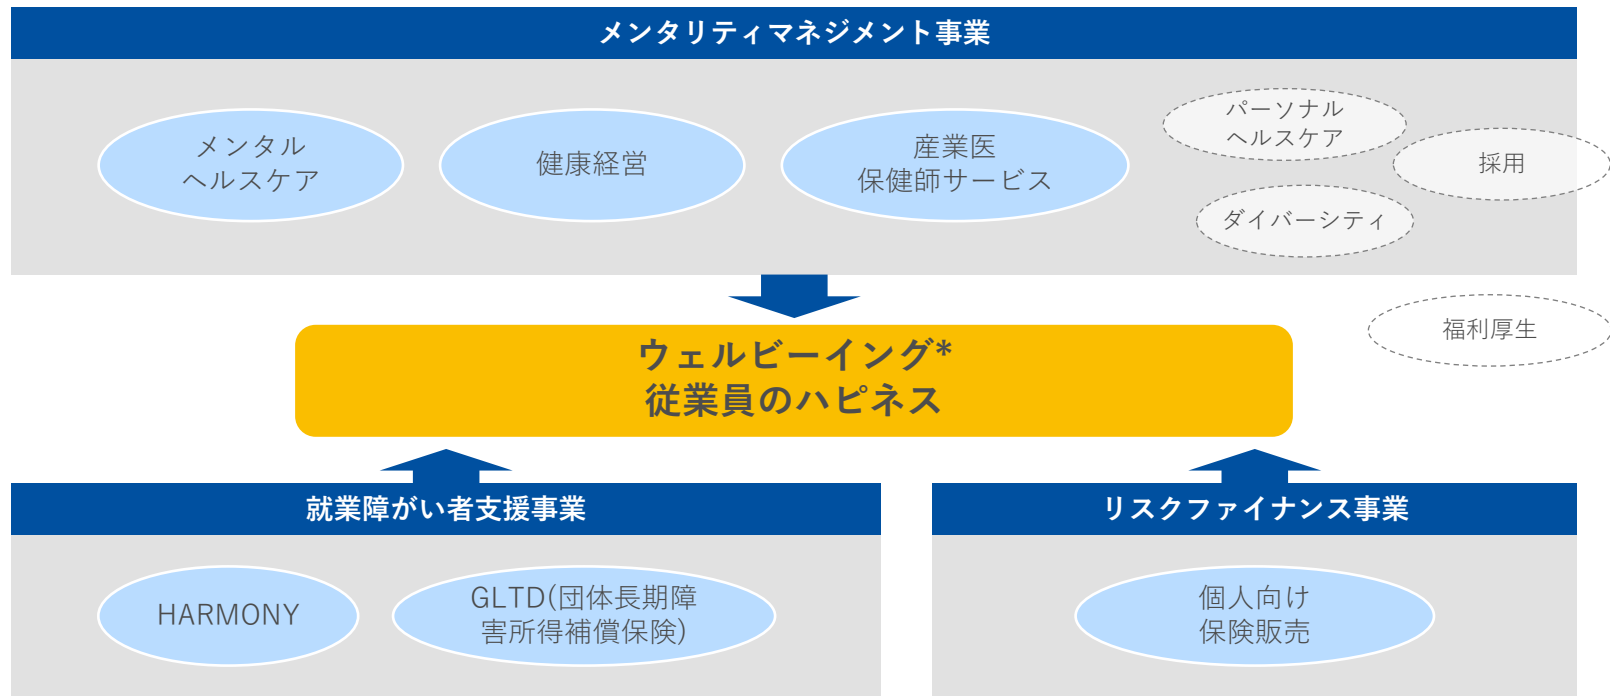 メンタリティマネジメント事業
メンタル
ヘルスケア
健康経営
産業医
保健師サービス
パーソナル
ヘルスケア
採用
ダイバーシティ
福利厚生
ウェルビーイング*
従業員のハピネス
就業障がい者支援事業
HARMONY
GLTD(団体長期障
害所得補償保険)
リスクファイナンス事業
個人向け
保険販売